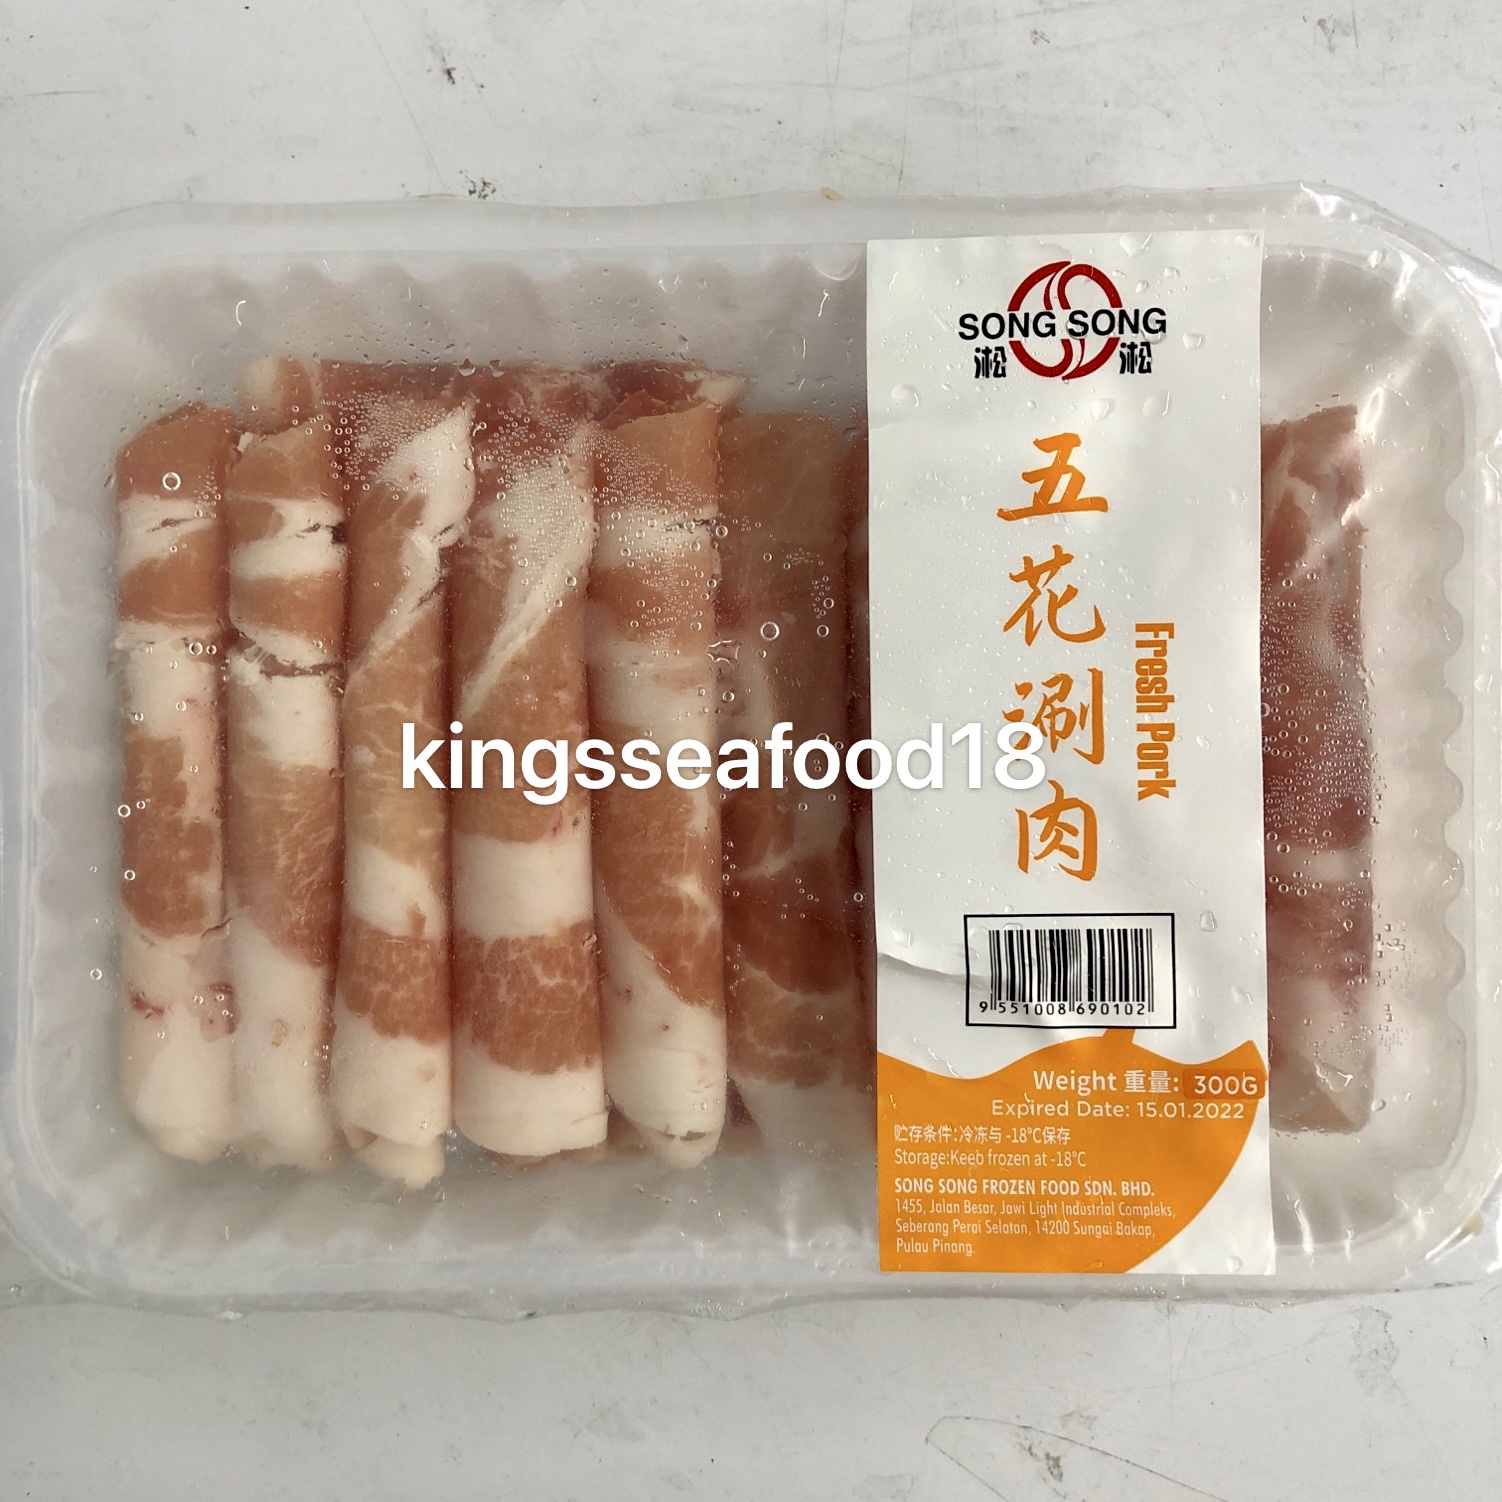 SONG SONG
淞 淞
五花涮肉
Fresh Pork
kingsseafood18
9 551008 690102
Weight 重量: 300G
Expired Date: 15.01.2022
贮存条件:冷冻与 -18°C保存
Storage:Keeb frozen at -18°C
SONG SONG FROZEN FOOD SDN. BHD.
1455, Jalan Besar, Jawi Light Industrial Compleks,
Seberang Perai Selatan, 14200 Sungai Bakap,
Pulau Pinang.